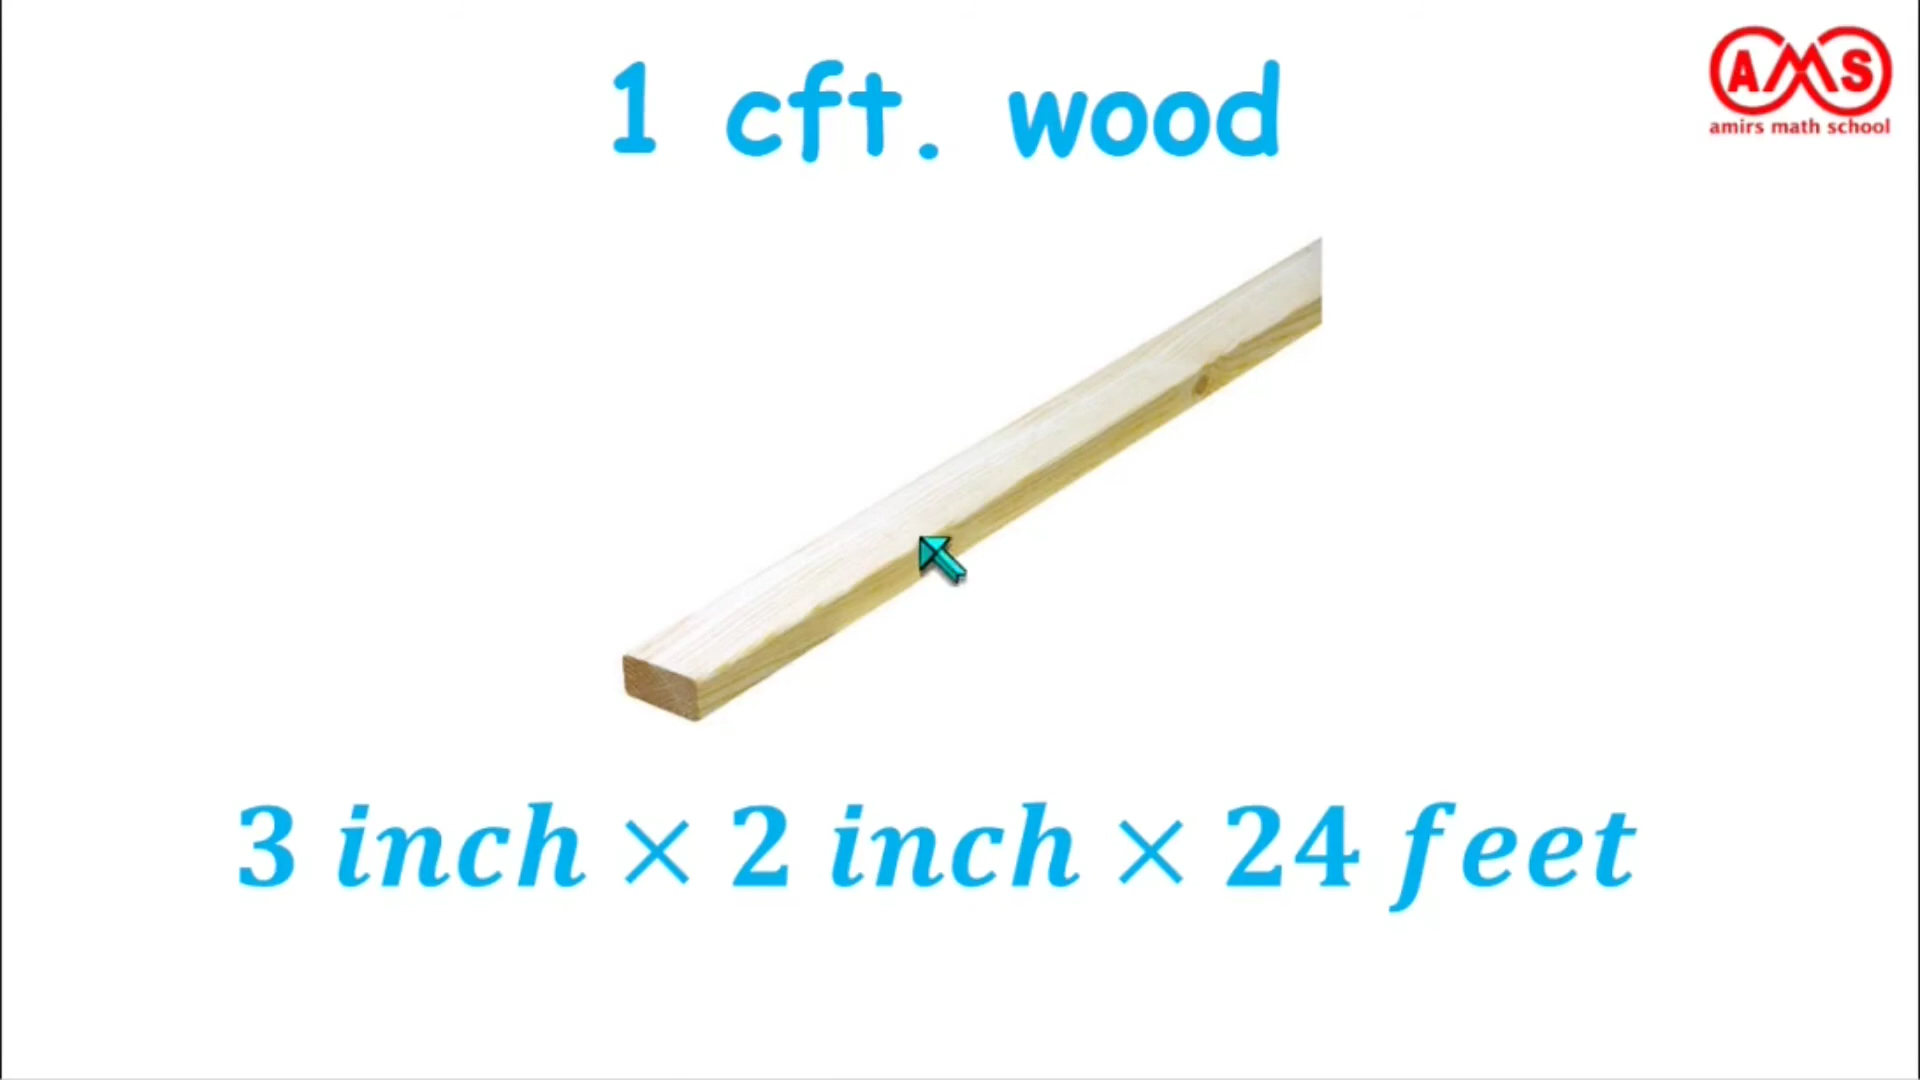 1 cft. wood
AMS
amirs math school
3 inch × 2 inch × 24 feet